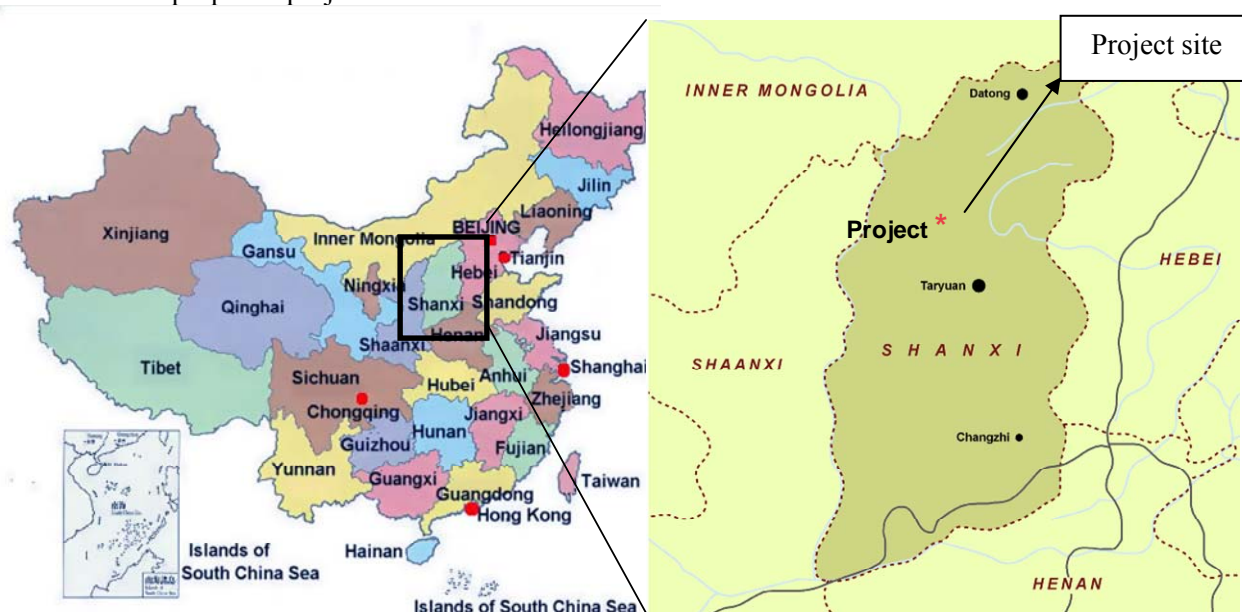 Project site
Heilongjiang
Jilin
Liaoning
BEIJING
Tianjin
Inner Mongolia
Xinjiang
Gansu
Ningxia
Hebei
Shanxi
Shandong
Qinghai
Henan
Jiangsu
Shaanxi
Tibet
Shanghai
Sichuan
Anhui
Hubei
Zhejiang
Chongqing
Jiangxi
Hunan
Guizhou
Fujian
Yunnan
Guangxi
Taiwan
Guangdong
Hong Kong
Hainan
Islands of
South China Sea
Islands of South China Sea
INNER MONGOLIA
Datong
Project *
HEBEI
Taryuan
SHAANXI
SHANXI
Changzhi
HENAN